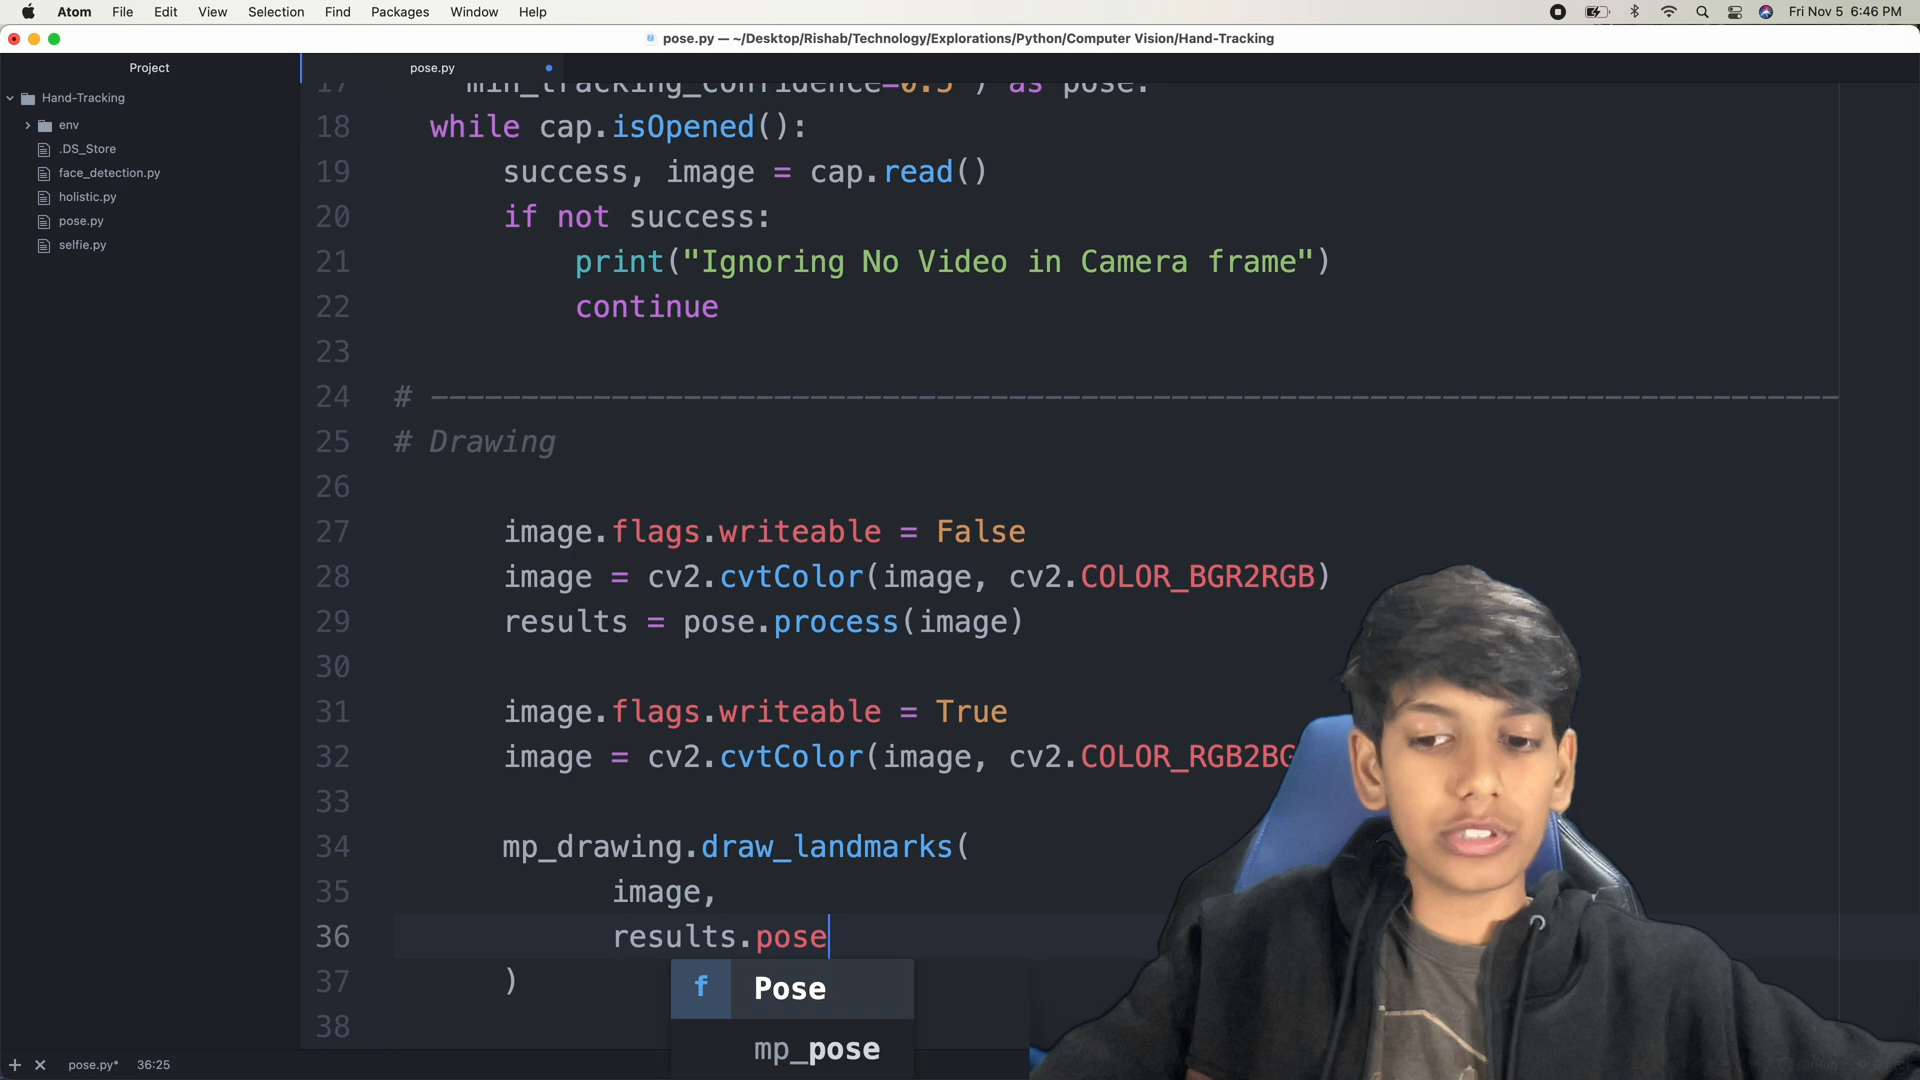 Atom File Edit View Selection Find Packages Window Help Fri Nov 5 6:46 PM
pose.py — ~/Desktop/Rishab/Technology/Explorations/Python/Computer Vision/Hand-Tracking
Project
pose.py
Hand-Tracking
env
.DS_Store
face_detection.py
holistic.py
pose.py
selfie.py
17 min_tracking_confidence=0.5 ) as pose:
18 while cap.isOpened():
19 success, image = cap.read()
20 if not success:
21 print("Ignoring No Video in Camera frame")
22 continue
23
24 # ------------------------------------------------------------------------------
25 # Drawing
26
27 image.flags.writeable = False
28 image = cv2.cvtColor(image, cv2.COLOR_BGR2RGB)
29 results = pose.process(image)
30
31 image.flags.writeable = True
32 image = cv2.cvtColor(image, cv2.COLOR_RGB2BG
33
34 mp_drawing.draw_landmarks(
35 image,
36 results.pose
37 )
38
f Pose
mp_pose
pose.py* 36:25